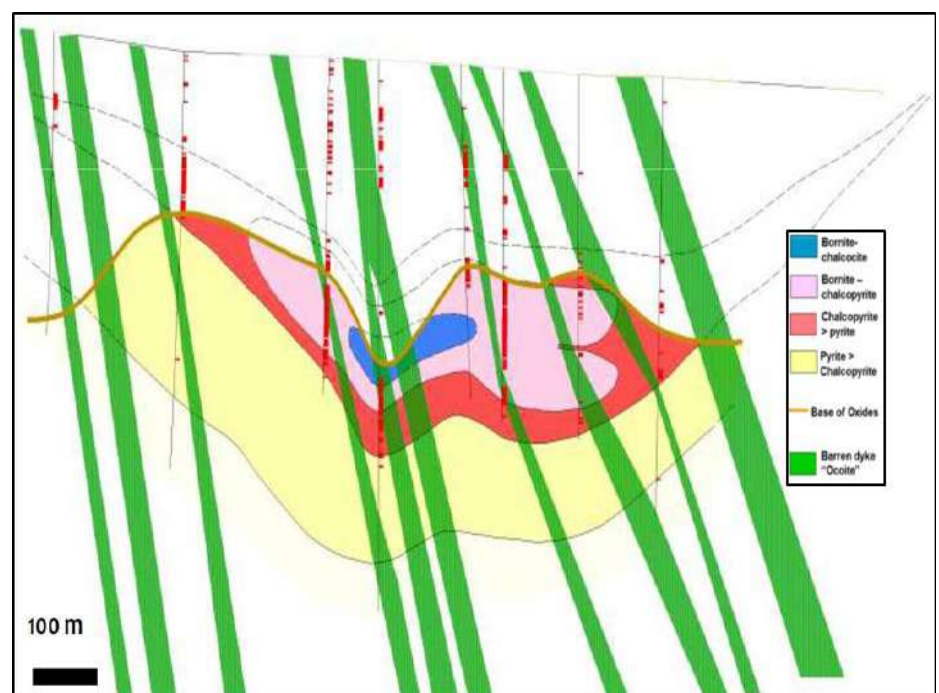 Bornite-
chalcocite
Bornite –
chalcopyrite
Chalcopyrite
> pyrite
Pyrite >
Chalcopyrite
Base of Oxides
Barren dyke
"Ocoite"
100 m